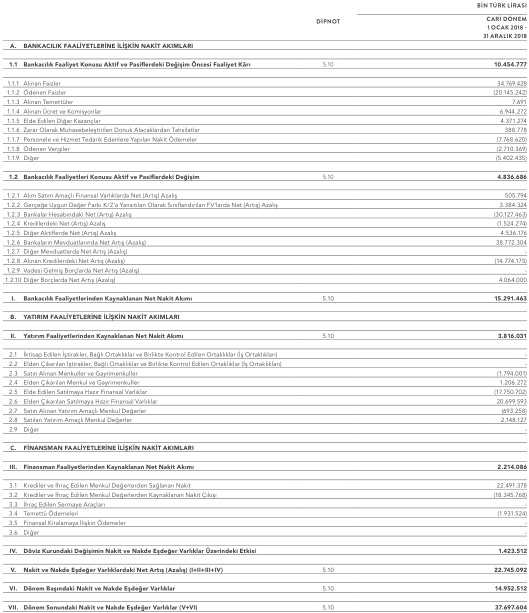 BİN TÜRK LİRASI
DİPNOT
CARİ DÖNEM
1 OCAK 2018 -
31 ARALIK 2018
A. BANKACILIK FAALİYETLERİNE İLİŞKİN NAKİT AKIMLARI
1.1 Bankacılık Faaliyet Konusu Aktif ve Pasiflerdeki Değişim Öncesi Faaliyet Kârı 5.10 10.454.777
1.1.1 Alınan Faizler 34.769.428
1.1.2 Ödenen Faizler (20.145.242)
1.1.3 Alınan Temettüler 7.691
1.1.4 Alınan Ücret ve Komisyonlar 6.944.272
1.1.5 Elde Edilen Diğer Kazançlar 4.371.274
1.1.6 Zarar Olarak Muhasebeleştirilen Donuk Alacaklardan Tahsilatlar 388.778
1.1.7 Personele ve Hizmet Tedarik Edenlere Yapılan Nakit Ödemeler (7.768.620)
1.1.8 Ödenen Vergiler (2.710.369)
1.1.9 Diğer (5.402.435)
1.2 Bankacılık Faaliyetleri Konusu Aktif ve Pasiflerdeki Değişim 5.10 4.836.686
1.2.1 Alım Satım Amaçlı Finansal Varlıklarda Net (Artış) Azalış 505.794
1.2.2 Gerçeğe Uygun Değer Farkı K/Z'a Yansıtılan Olarak Sınıflandırılan FV'larda Net (Artış) Azalış 3.384.324
1.2.3 Bankalar Hesabındaki Net (Artış) Azalış (30.127.463)
1.2.4 Kredilerdeki Net (Artış) Azalış (1.524.274)
1.2.5 Diğer Aktiflerde Net (Artış) Azalış 4.536.176
1.2.6 Bankaların Mevduatlarında Net Artış (Azalış) 38.772.304
1.2.7 Diğer Mevduatlarda Net Artış (Azalış) -
1.2.8 Alınan Kredilerdeki Net Artış (Azalış) (14.774.175)
1.2.9 Vadesi Gelmiş Borçlarda Net Artış (Azalış) -
1.2.10 Diğer Borçlarda Net Artış (Azalış) 4.064.000
I. Bankacılık Faaliyetlerinden Kaynaklanan Net Nakit Akımı 5.10 15.291.463
B. YATIRIM FAALİYETLERİNE İLİŞKİN NAKİT AKIMLARI
II. Yatırım Faaliyetlerinden Kaynaklanan Net Nakit Akımı 5.10 3.816.031
2.1 İktisap Edilen İştirakler, Bağlı Ortaklıklar ve Birlikte Kontrol Edilen Ortaklıklar (İş Ortaklıkları) -
2.2 Elden Çıkarılan İştirakler, Bağlı Ortaklıklar ve Birlikte Kontrol Edilen Ortaklıklar (İş Ortaklıkları) -
2.3 Satın Alınan Menkuller ve Gayrimenkuller (1.794.001)
2.4 Elden Çıkarılan Menkul ve Gayrimenkuller 1.206.272
2.5 Elde Edilen Satılmaya Hazır Finansal Varlıklar (17.750.702)
2.6 Elden Çıkarılan Satılmaya Hazır Finansal Varlıklar 20.699.593
2.7 Satın Alınan Yatırım Amaçlı Menkul Değerler (693.258)
2.8 Satılan Yatırım Amaçlı Menkul Değerler 2.148.127
2.9 Diğer -
C. FİNANSMAN FAALİYETLERİNE İLİŞKİN NAKİT AKIMLARI
III. Finansman Faaliyetlerinden Kaynaklanan Net Nakit Akımı 2.214.086
3.1 Krediler ve İhraç Edilen Menkul Değerlerden Sağlanan Nakit 22.491.378
3.2 Krediler ve İhraç Edilen Menkul Değerlerden Kaynaklanan Nakit Çıkışı (18.345.768)
3.3 İhraç Edilen Sermaye Araçları -
3.4 Temettü Ödemeleri (1.931.524)
3.5 Finansal Kiralamaya İlişkin Ödemeler -
3.6 Diğer -
IV. Döviz Kurundaki Değişimin Nakit ve Nakde Eşdeğer Varlıklar Üzerindeki Etkisi 1.423.512
V. Nakit ve Nakde Eşdeğer Varlıklardaki Net Artış (Azalış) (I+II+III+IV) 5.10 22.745.092
VI. Dönem Başındaki Nakit ve Nakde Eşdeğer Varlıklar 5.10 14.952.512
VII. Dönem Sonundaki Nakit ve Nakde Eşdeğer Varlıklar (V+VI) 5.10 37.697.604